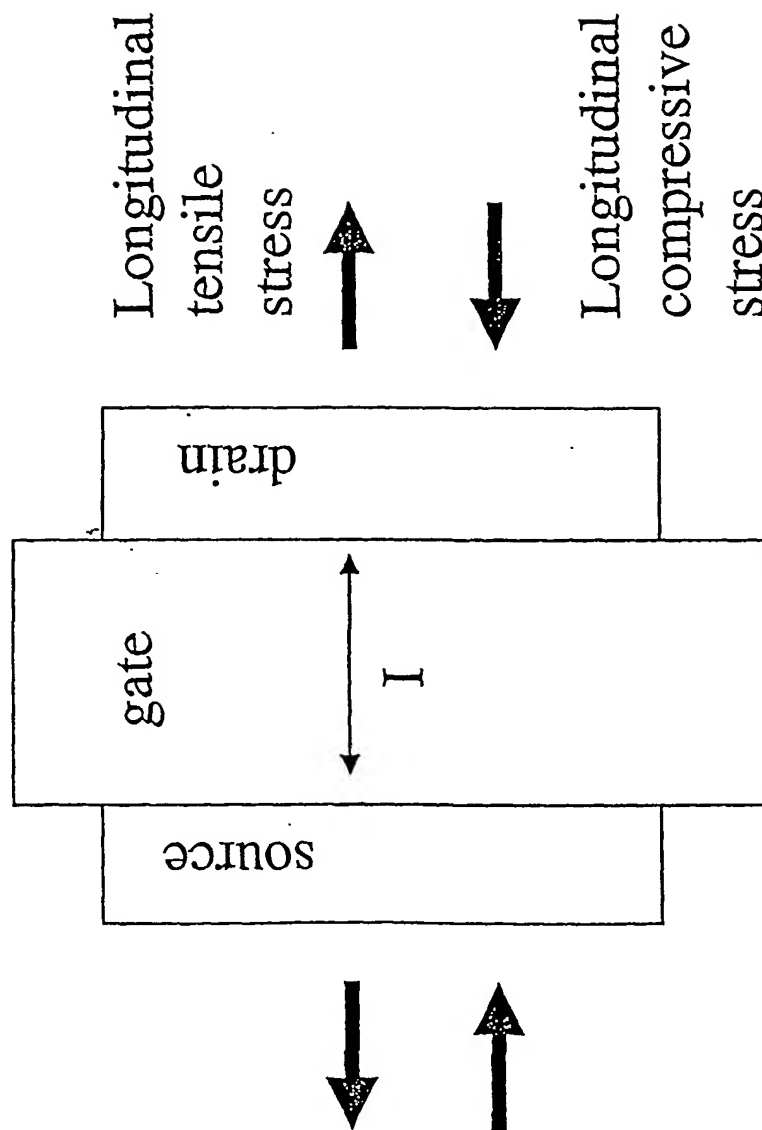 Longitudinal
tensile
stress
Longitudinal
compressive
stress
drain
gate
I
source